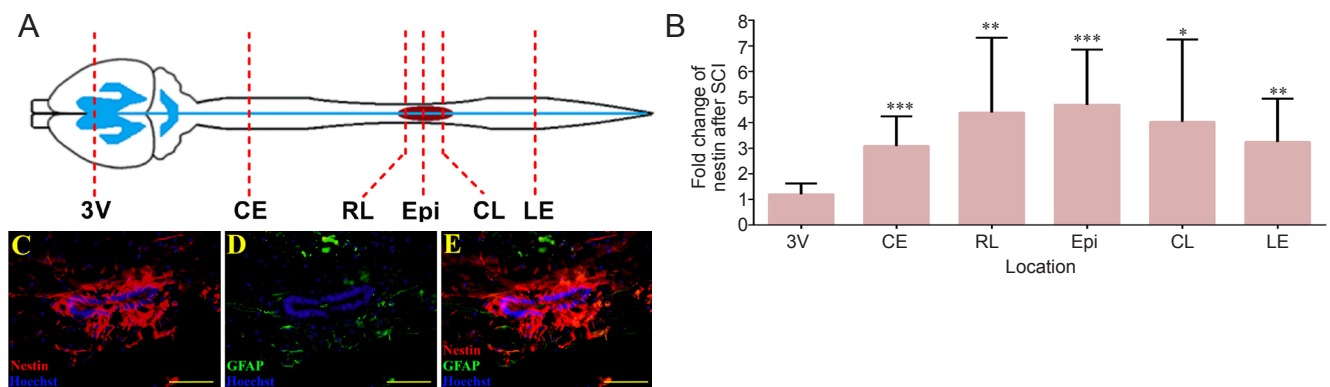 A
3V CE RL Epi CL LE
B
Fold change of
nestin after SCI
8
7
6
5
4
3
2
1
0
***
**
***
*
**
3V CE RL Epi CL LE
Location
C
Nestin
Hoechst
D
GFAP
Hoechst
E
Nestin
GFAP
Hoechst